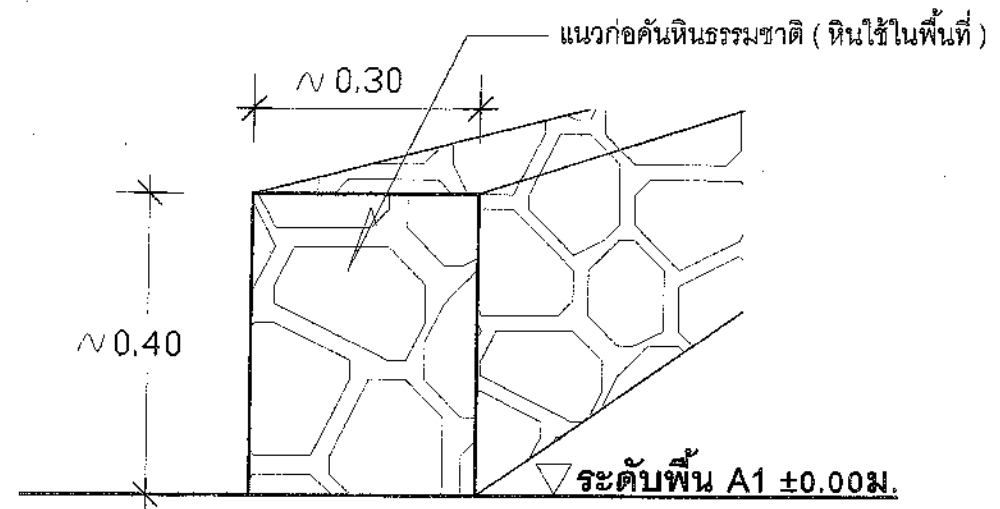 แนวก่อคันหินธรรมชาติ ( หินใช้ในพื้นที่ )
~ 0.30
~ 0.40
ระดับพื้น A1 ±0.00ม.